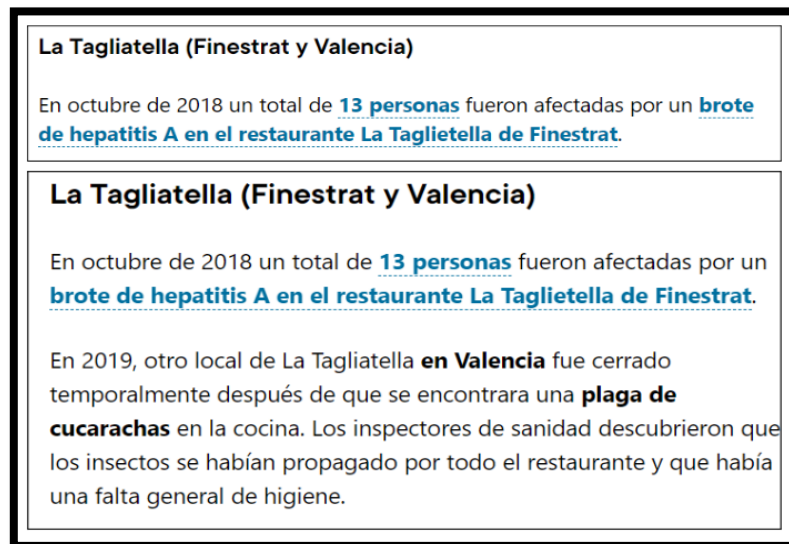 La Tagliatella (Finestrat y Valencia)
En octubre de 2018 un total de 13 personas fueron afectadas por un brote
de hepatitis A en el restaurante La Taglietella de Finestrat.
La Tagliatella (Finestrat y Valencia)
En octubre de 2018 un total de 13 personas fueron afectadas por un
brote de hepatitis A en el restaurante La Taglietella de Finestrat.
En 2019, otro local de La Tagliatella en Valencia fue cerrado
temporalmente después de que se encontrara una plaga de
cucarachas en la cocina. Los inspectores de sanidad descubrieron que
los insectos se habían propagado por todo el restaurante y que había
una falta general de higiene.